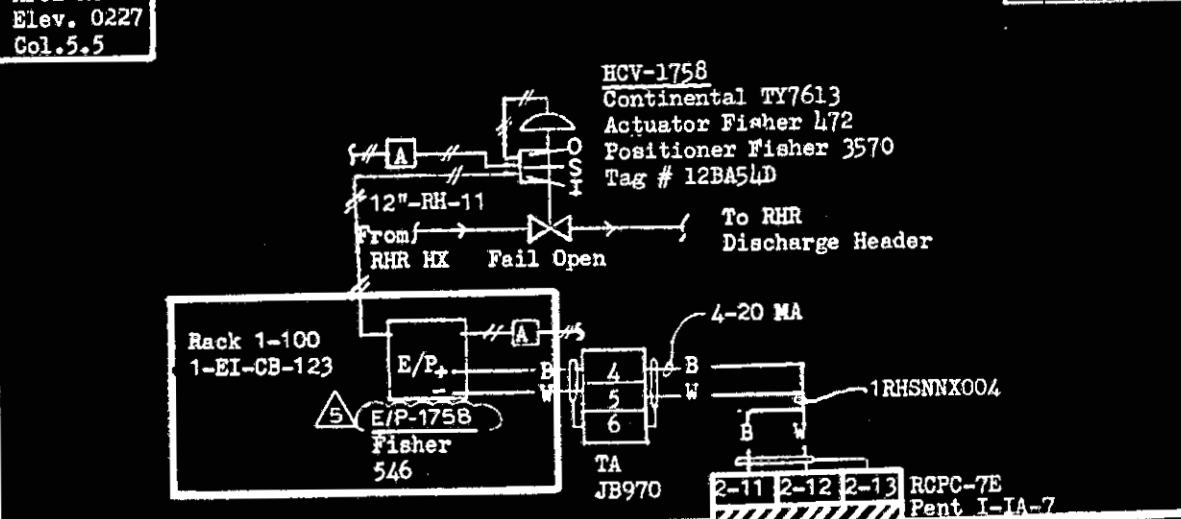 Elev. 0227
Col.5.5
HCV-1758
Continental TY7613
Actuator Fisher 472
Positioner Fisher 3570
Tag # 12BA54D
A
O
S
I
12"-RH-11
From
RHR HX
Fail Open
To RHR
Discharge Header
Rack 1-100
1-EI-CB-123
E/P
+
-
A
B
W
4
5
6
B
W
4-20 MA
1RHSNNX004
5
E/P-1758
Fisher
546
TA
JB970
B W
2-11 2-12 2-13
RCPC-7E
Pent I-IA-7